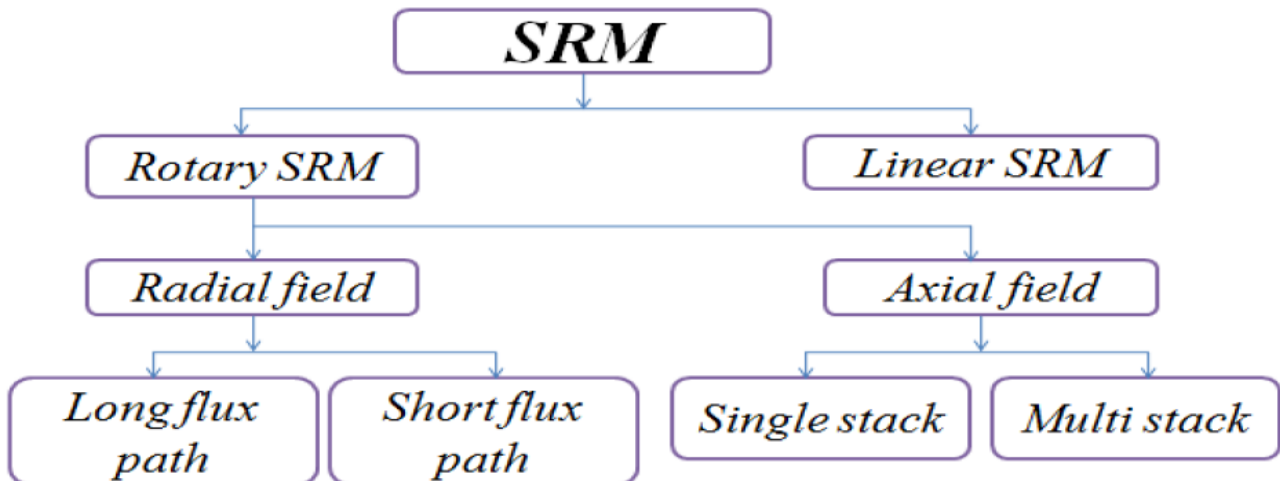 SRM
Rotary SRM
Linear SRM
Radial field
Axial field
Long flux
path
Short flux
path
Single stack
Multi stack